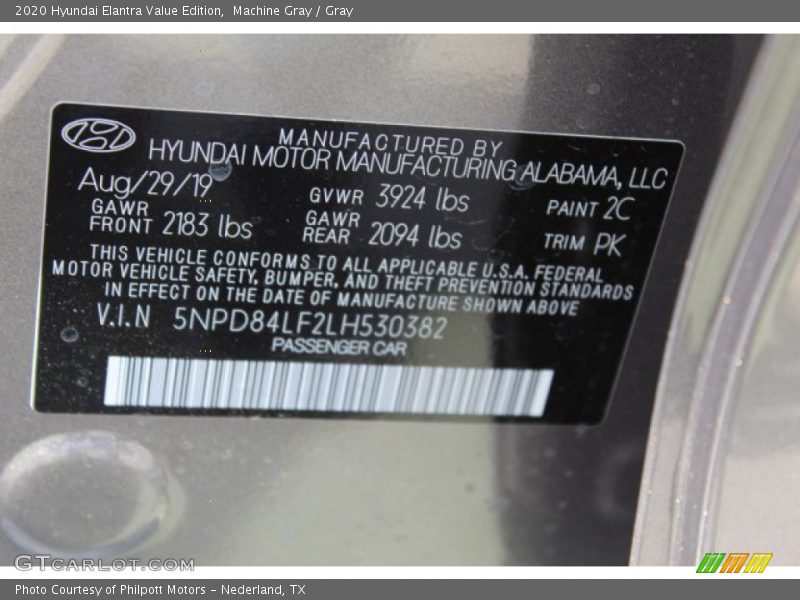 2020 Hyundai Elantra Value Edition,  Machine Gray / Gray
MANUFACTURED BY
HYUNDAI MOTOR MANUFACTURING ALABAMA, LLC
Aug/29/19 GVWR 3924 lbs PAINT 2C
GAWR FRONT 2183 lbs GAWR REAR 2094 lbs TRIM PK
THIS VEHICLE CONFORMS TO ALL APPLICABLE U.S.A. FEDERAL
MOTOR VEHICLE SAFETY, BUMPER, AND THEFT PREVENTION STANDARDS
IN EFFECT ON THE DATE OF MANUFACTURE SHOWN ABOVE
V.I.N 5NPD84LF2LH530382
PASSENGER CAR
GTCARLOT.COM
Photo Courtesy of Philpott Motors - Nederland, TX